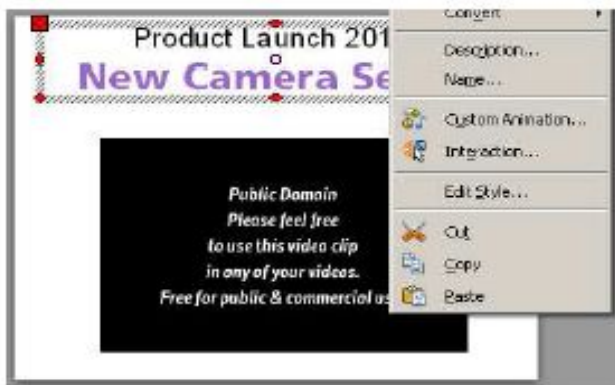 Product Launch 201
New Camera Se
Public Domain
Please feel free
to use this video clip
in any of your videos.
Free for public & commercial us
Convert
Description...
Name...
Custom Animation...
Interaction...
Edit Style...
Cut
Copy
Paste